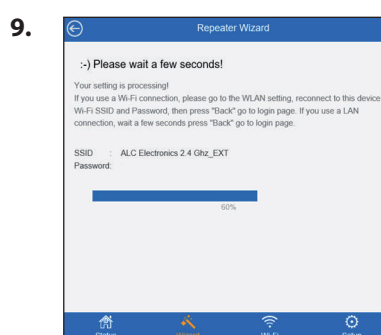 9.
Repeater Wizard
:-) Please wait a few seconds!
Your setting is processing!
If you use a Wi-Fi connection, please go to the WLAN setting, reconnect to this device
Wi-Fi SSID and Password, then press "Back" go to login page. If you use a LAN
connection, wait a few seconds press "Back" go to login page.
SSID : ALC Electronics 2.4 Ghz_EXT
Password:
60%
Status Wizard Wi-Fi Setup